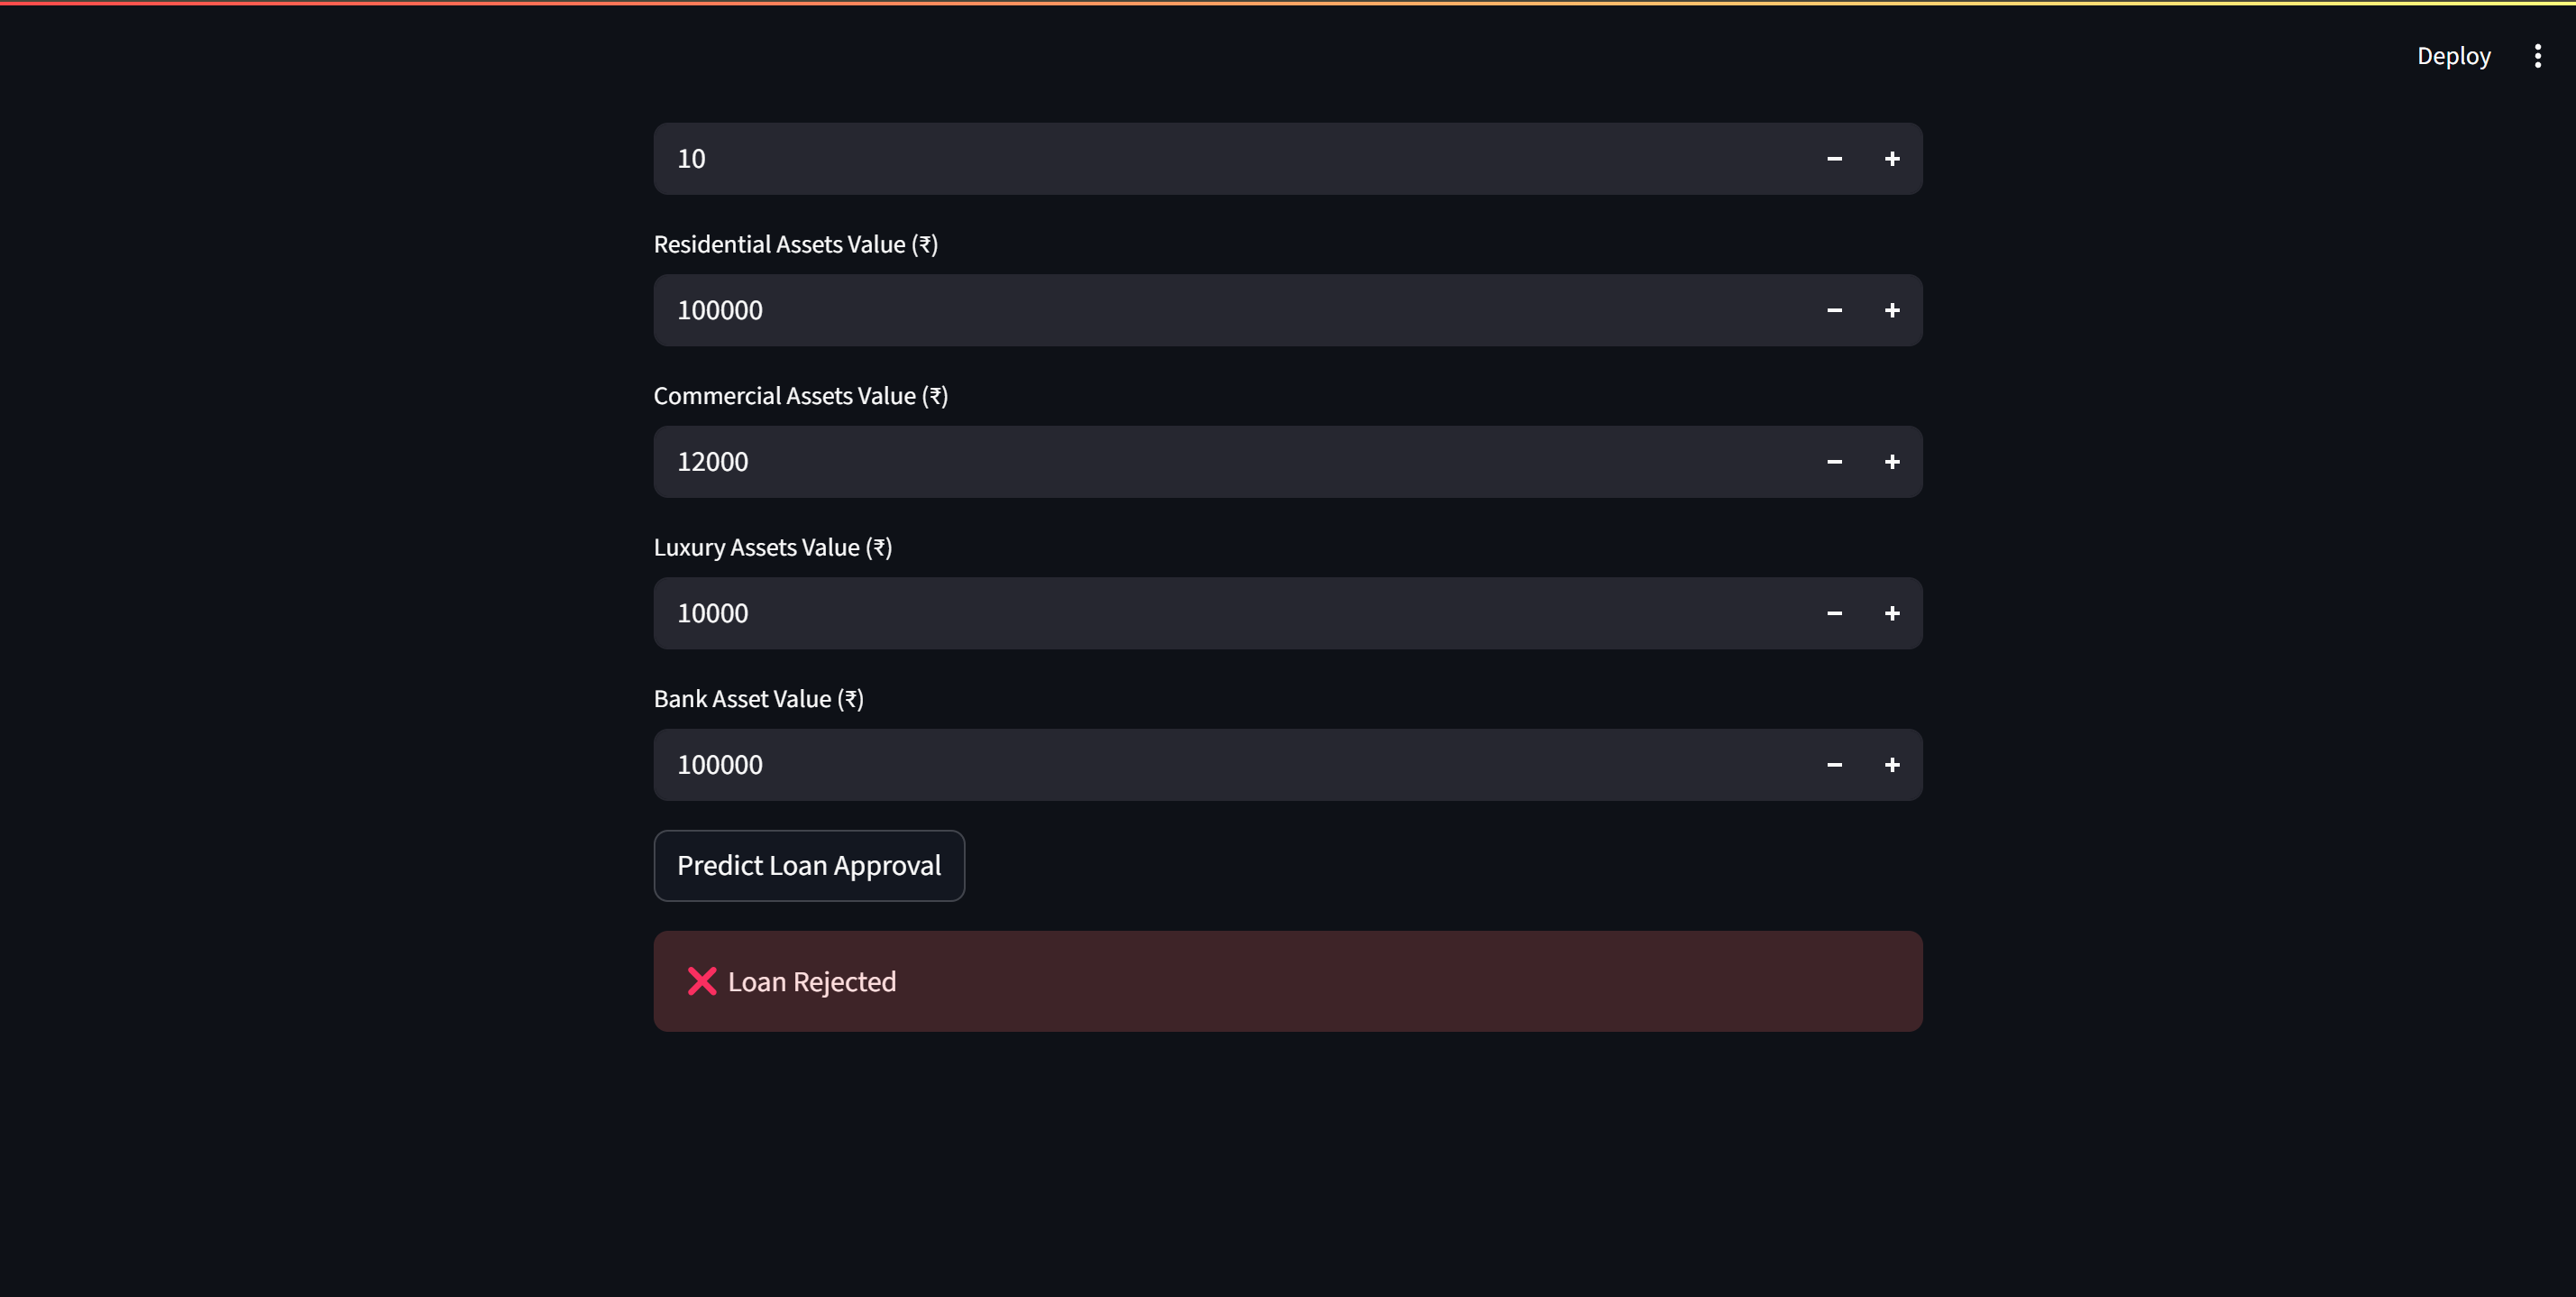 Deploy
10
Residential Assets Value (₹)
100000
Commercial Assets Value (₹)
12000
Luxury Assets Value (₹)
10000
Bank Asset Value (₹)
100000
Predict Loan Approval
❌ Loan Rejected